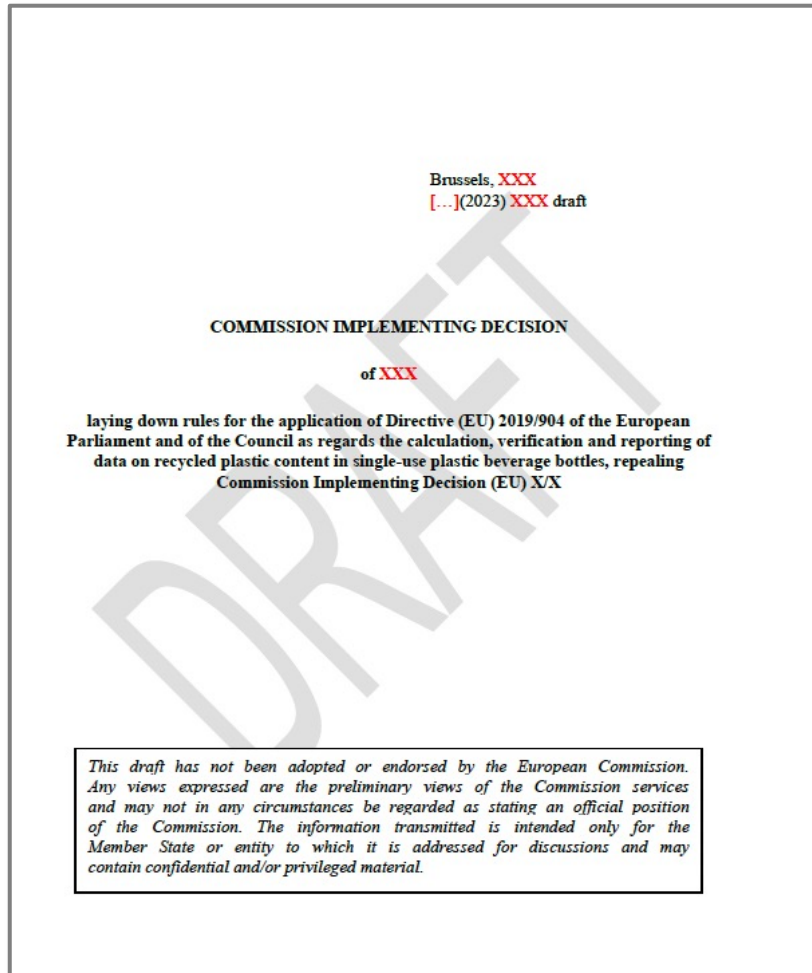 Brussels, XXX
[...](2023) XXX draft
COMMISSION IMPLEMENTING DECISION
of XXX
laying down rules for the application of Directive (EU) 2019/904 of the European
Parliament and of the Council as regards the calculation, verification and reporting of
data on recycled plastic content in single-use plastic beverage bottles, repealing
Commission Implementing Decision (EU) X/X
DRAFT
This draft has not been adopted or endorsed by the European Commission.
Any views expressed are the preliminary views of the Commission services
and may not in any circumstances be regarded as stating an official position
of the Commission. The information transmitted is intended only for the
Member State or entity to which it is addressed for discussions and may
contain confidential and/or privileged material.